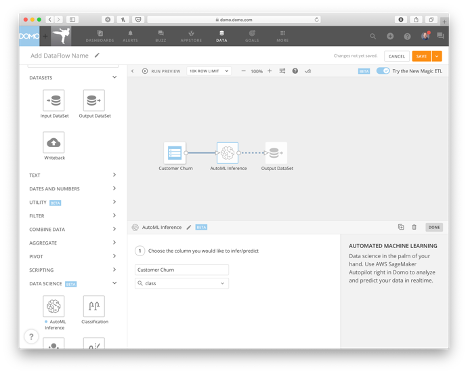 demo.domo.com
DOMO
DASHBOARDS
ALERTS
BUZZ
APPSTORE
DATA
GOALS
MORE
Add DataFlow Name
Changes not yet saved
CANCEL
SAVE
DATASETS
Input DataSet
Output DataSet
Writeback
TEXT
DATES AND NUMBERS
UTILITY BETA
FILTER
COMBINE DATA
AGGREGATE
PIVOT
SCRIPTING
DATA SCIENCE BETA
AutoML
Inference
Classification
?
RUN PREVIEW
10K ROW LIMIT
100%
BETA
Try the New Magic ETL
Customer Churn
AutoML Inference
Output DataSet
AutoML Inference
BETA
DONE
1 Choose the column you would like to infer/predict.
Customer Churn
class
AUTOMATED MACHINE LEARNING
Data science in the palm of your
hand. Use AWS SageMaker
Autopilot right in Domo to analyze
and predict your data in realtime.